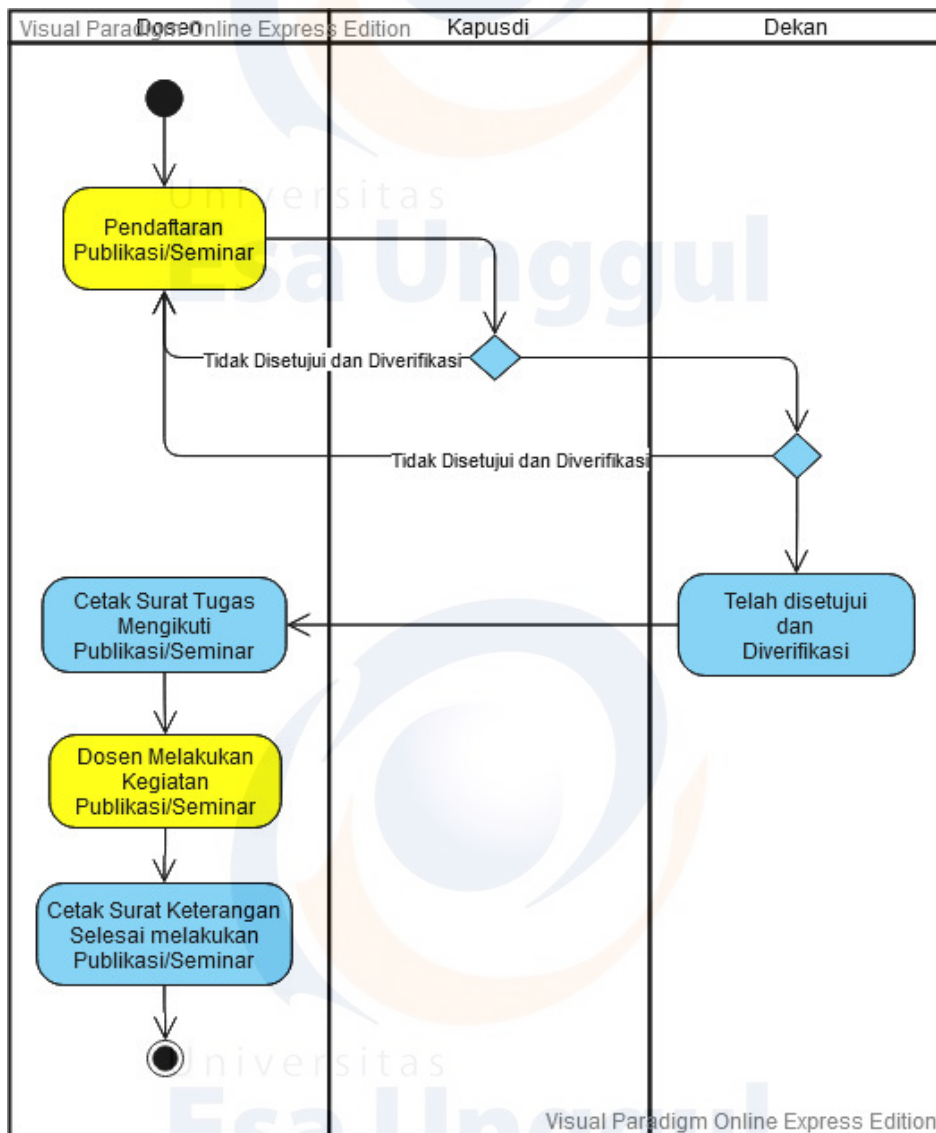 Visual Paradigm Online Express Edition
Dosen
Kapusdi
Dekan
Universitas
Esa Unggul
Pendaftaran
Publikasi/Seminar
Tidak Disetujui dan Diverifikasi
Tidak Disetujui dan Diverifikasi
Cetak Surat Tugas
Mengikuti
Publikasi/Seminar
Telah disetujui
dan
Diverifikasi
Dosen Melakukan
Kegiatan
Publikasi/Seminar
Cetak Surat Keterangan
Selesai melakukan
Publikasi/Seminar
Universitas
Esa Unggul
Visual Paradigm Online Express Edition